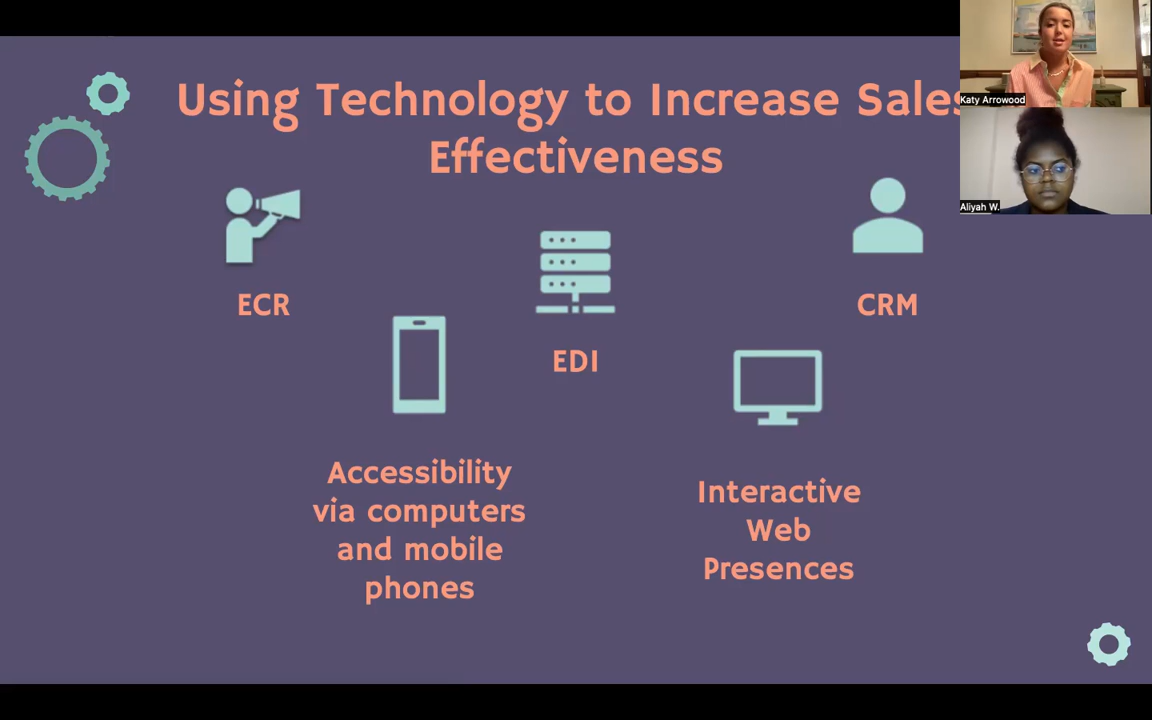 Using Technology to Increase Sales
Effectiveness
Katy Arrowood
Aliyah W.
ECR
EDI
CRM
Accessibility
via computers
and mobile
phones
Interactive
Web
Presences